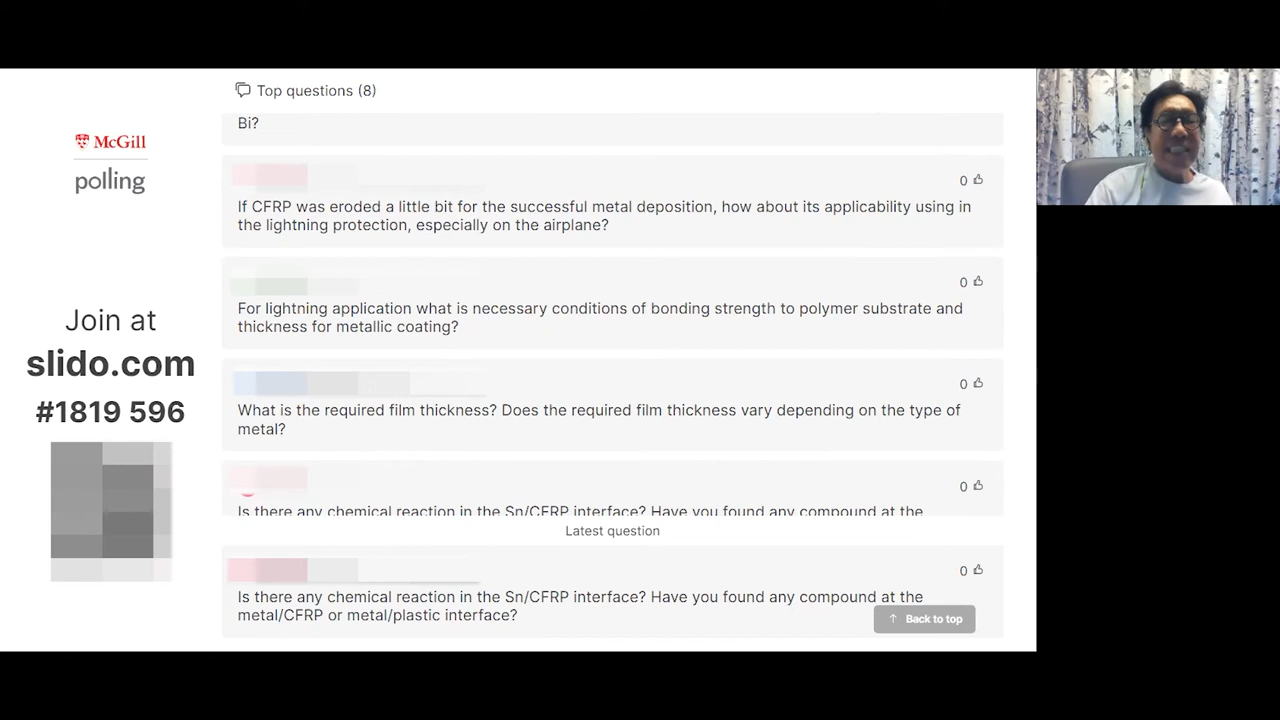 Top questions (8)
Bi?
McGill
polling
0
If CFRP was eroded a little bit for the successful metal deposition, how about its applicability using in
the lightning protection, especially on the airplane?
0
For lightning application what is necessary conditions of bonding strength to polymer substrate and
thickness for metallic coating?
Join at
slido.com
#1819 596
0
What is the required film thickness? Does the required film thickness vary depending on the type of
metal?
0
Is there any chemical reaction in the Sn/CFRP interface? Have you found any compound at the
Latest question
0
Is there any chemical reaction in the Sn/CFRP interface? Have you found any compound at the
metal/CFRP or metal/plastic interface?
↑ Back to top